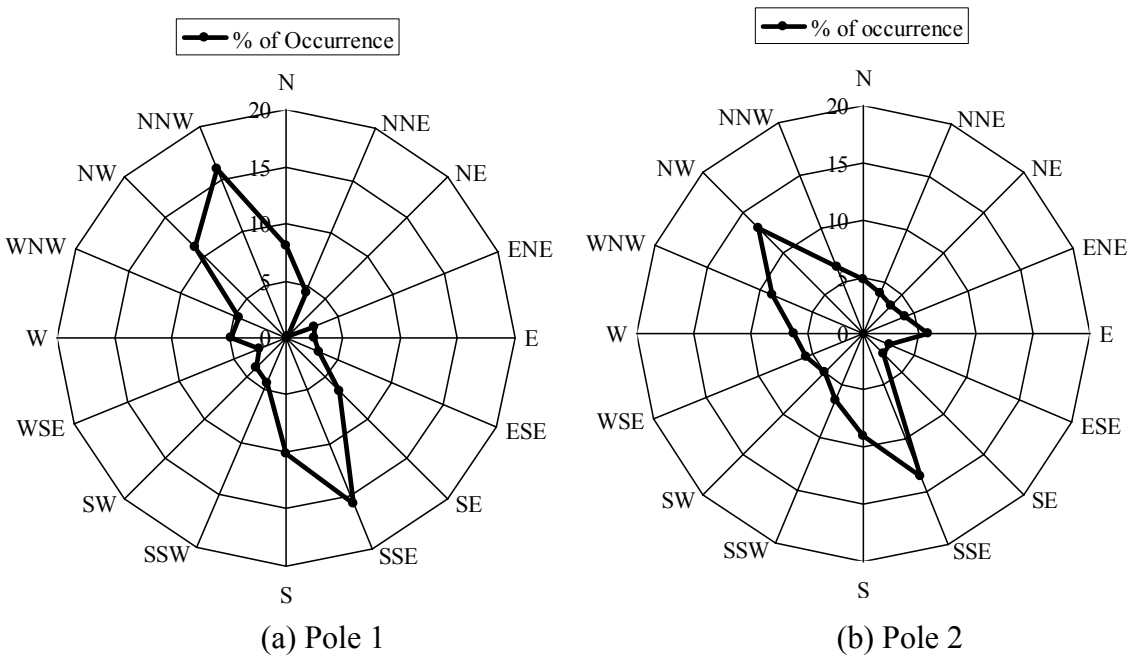 % of Occurrence
N
NNE
NE
ENE
E
ESE
SE
SSE
S
SSW
SW
WSE
W
WNW
NW
NNW
20
15
10
5
0
(a) Pole 1
% of occurrence
N
NNE
NE
ENE
E
ESE
SE
SSE
S
SSW
SW
WSE
W
WNW
NW
NNW
20
15
10
5
0
(b) Pole 2